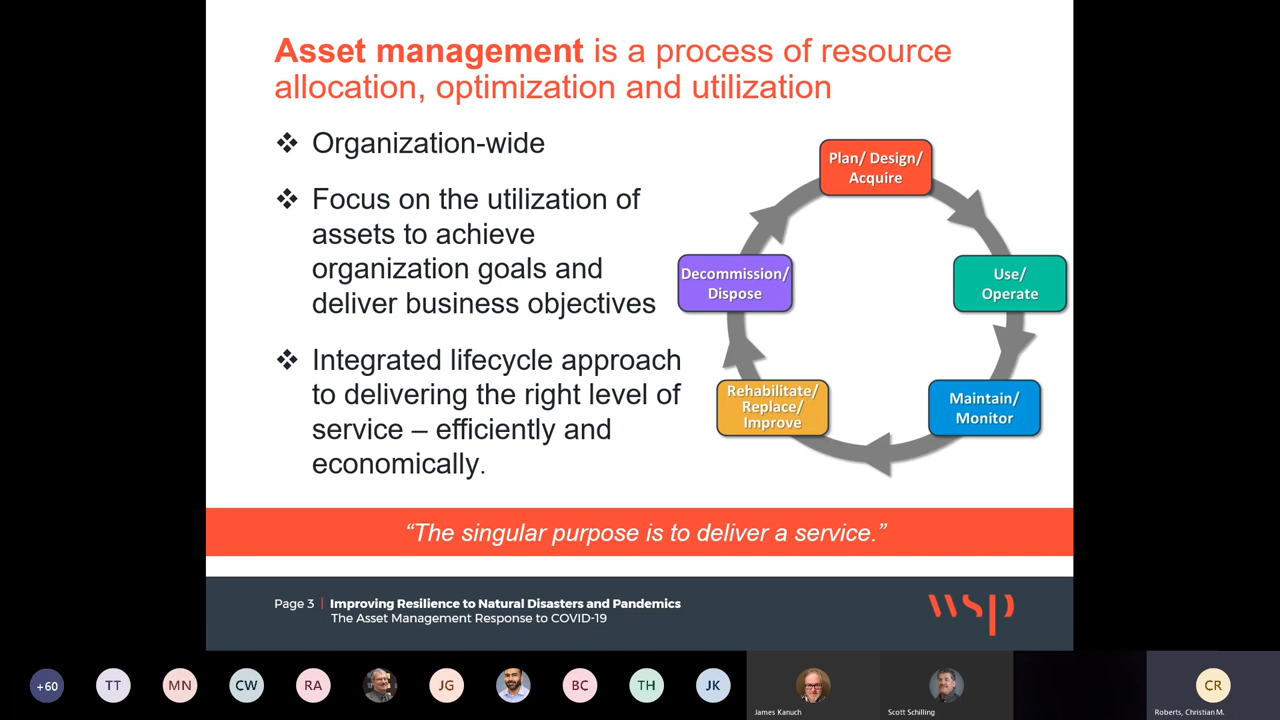 Asset management is a process of resource
allocation, optimization and utilization
❖ Organization-wide
❖ Focus on the utilization of
assets to achieve
organization goals and
deliver business objectives
❖ Integrated lifecycle approach
to delivering the right level of
service – efficiently and
economically.
Plan/ Design/
Acquire
Use/
Operate
Maintain/
Monitor
Rehabilitate/
Replace/
Improve
Decommission/
Dispose
“The singular purpose is to deliver a service.”
Page 3 | Improving Resilience to Natural Disasters and Pandemics
The Asset Management Response to COVID-19
wsp
+60 TT MN CW RA JG BC TH JK CR
James Kanuch Scott Schilling Roberts, Christian M.